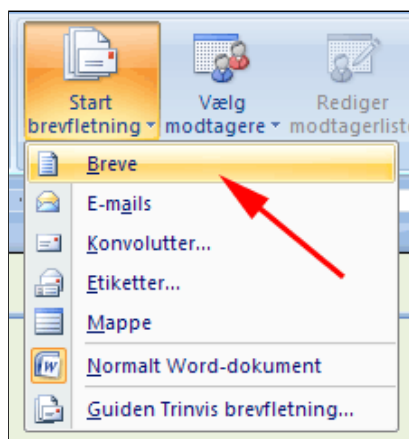 Start
brevfletning
Vælg
modtagere
Rediger
modtagerliste
Breve
E-mails
Konvolutter...
Etiketter...
Mappe
Normalt Word-dokument
Guiden Trinvis brevfletning...